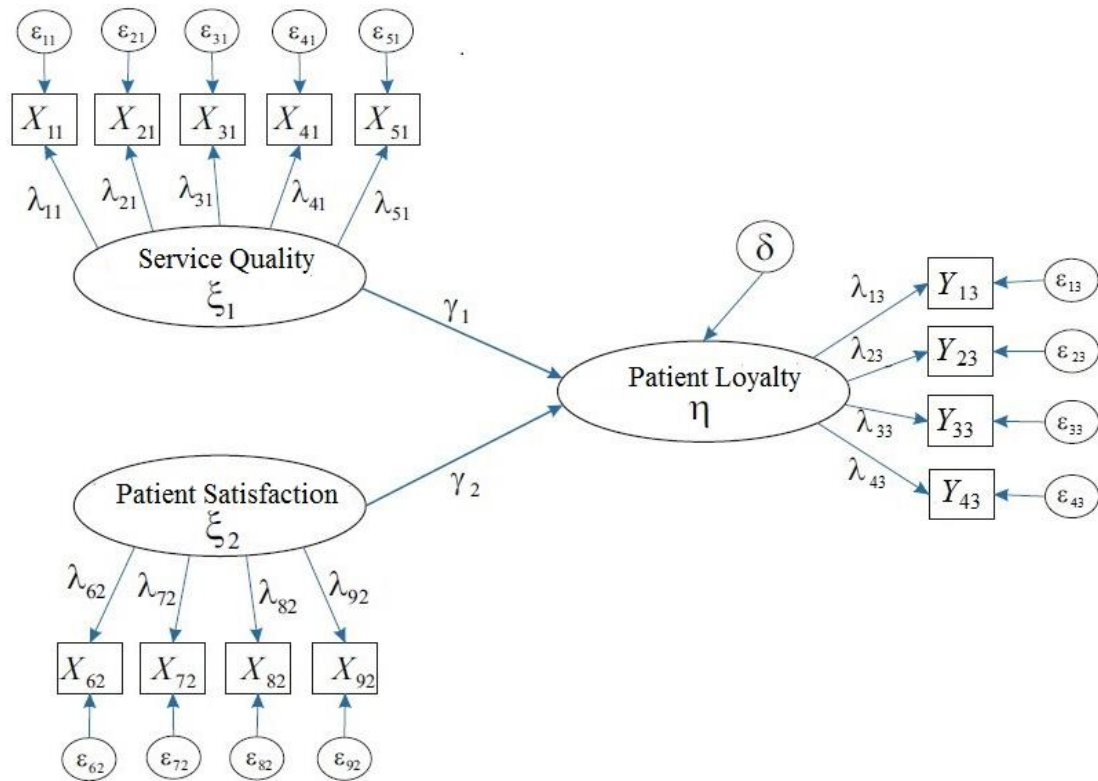 ε₁₁ ε₂₁ ε₃₁ ε₄₁ ε₅₁
X₁₁ X₂₁ X₃₁ X₄₁ X₅₁
λ₁₁ λ₂₁ λ₃₁ λ₄₁ λ₅₁
Service Quality
ξ₁
γ₁
δ
Patient Loyalty
η
λ₁₃ Y₁₃ ε₁₃
λ₂₃ Y₂₃ ε₂₃
λ₃₃ Y₃₃ ε₃₃
λ₄₃ Y₄₃ ε₄₃
Patient Satisfaction
ξ₂
γ₂
λ₆₂ λ₇₂ λ₈₂ λ₉₂
X₆₂ X₇₂ X₈₂ X₉₂
ε₆₂ ε₇₂ ε₈₂ ε₉₂